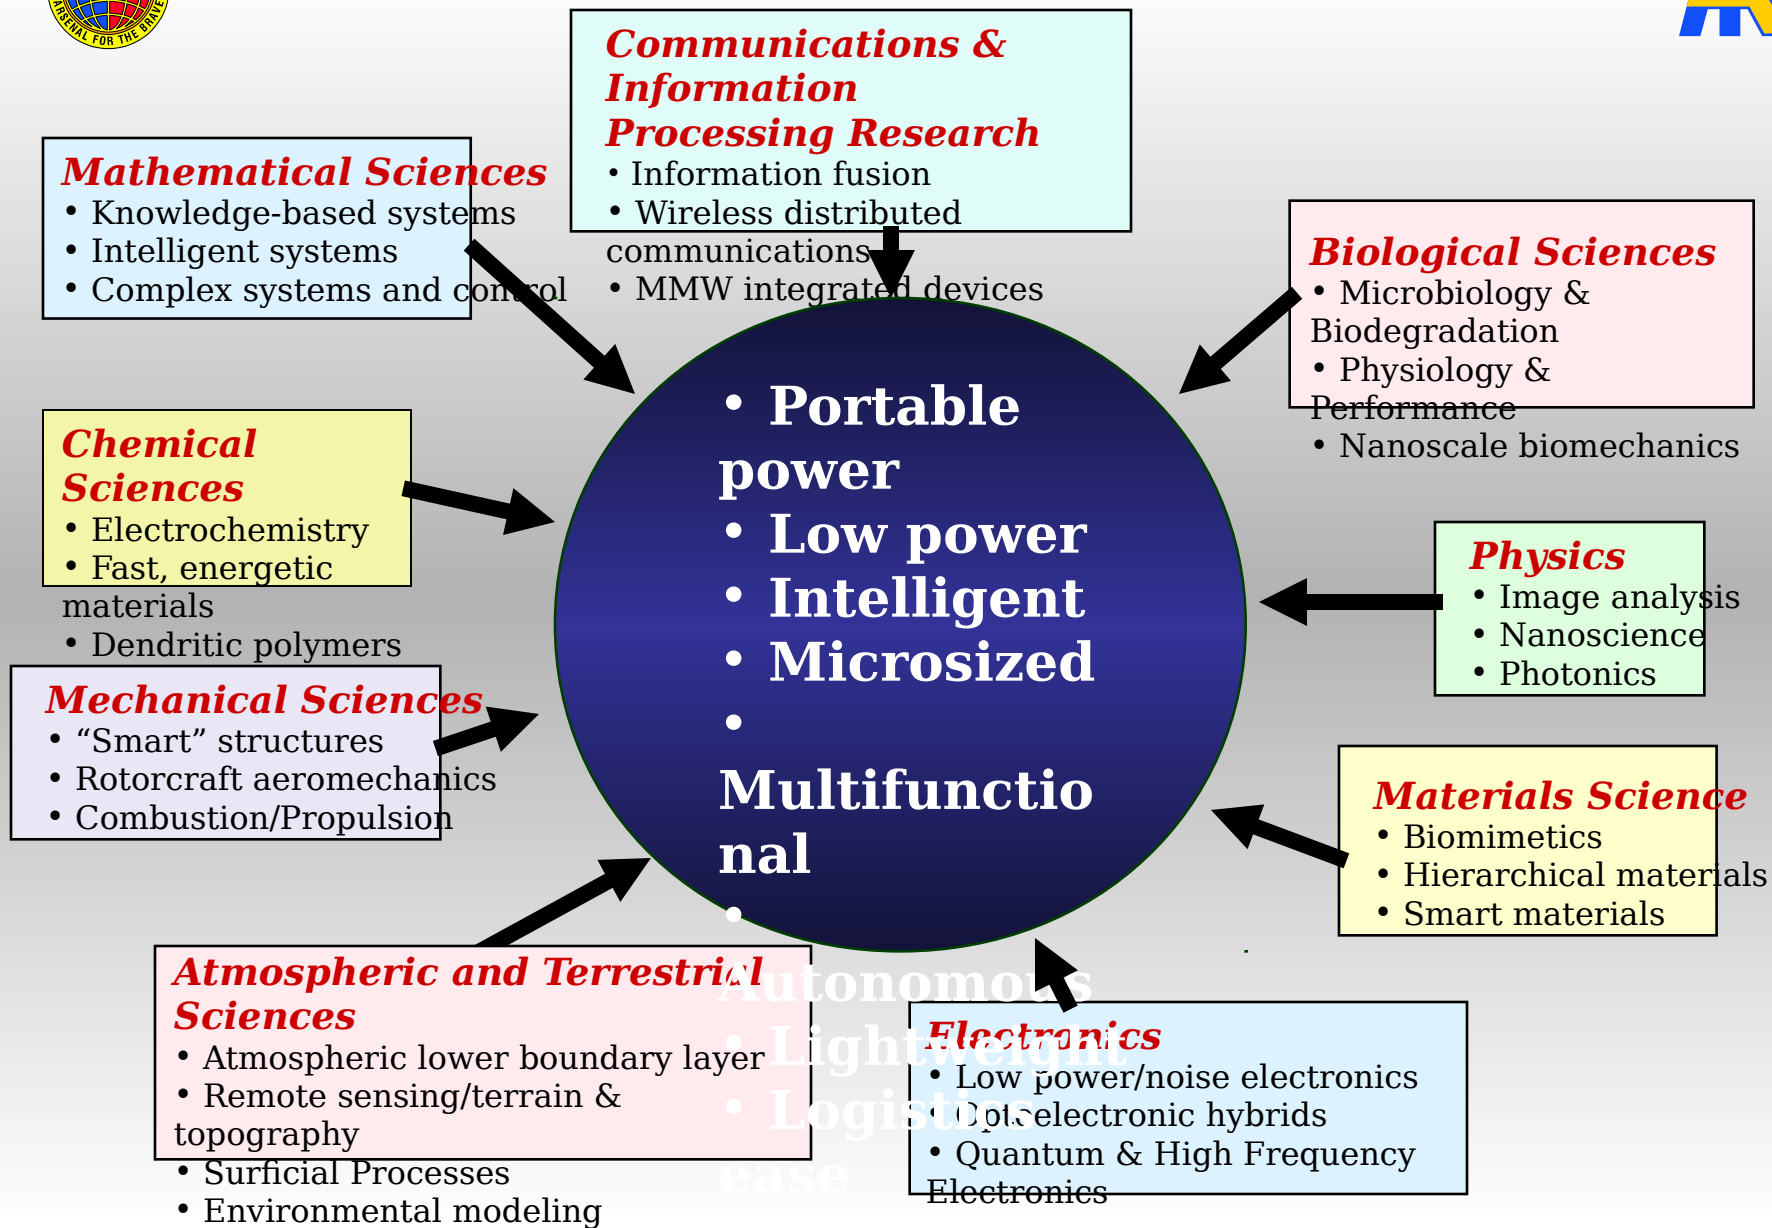 ARSENAL FOR THE BRAVE
Communications &
Information
Processing Research
• Information fusion
• Wireless distributed
communications
• MMW integrated devices
Mathematical Sciences
• Knowledge-based systems
• Intelligent systems
• Complex systems and control
Biological Sciences
• Microbiology &
Biodegradation
• Physiology &
Performance
• Nanoscale biomechanics
Chemical
Sciences
• Electrochemistry
• Fast, energetic
materials
• Dendritic polymers
• Portable
power
• Low power
• Intelligent
• Microsized
•
Multifunctio
nal
•
Autonomous
• Lightweight
• Logistics
ease
Physics
• Image analysis
• Nanoscience
• Photonics
Mechanical Sciences
• “Smart” structures
• Rotorcraft aeromechanics
• Combustion/Propulsion
Materials Science
• Biomimetics
• Hierarchical materials
• Smart materials
Atmospheric and Terrestrial
Sciences
• Atmospheric lower boundary layer
• Remote sensing/terrain &
topography
• Surficial Processes
• Environmental modeling
Electronics
• Low power/noise electronics
• Optoelectronic hybrids
• Quantum & High Frequency
Electronics